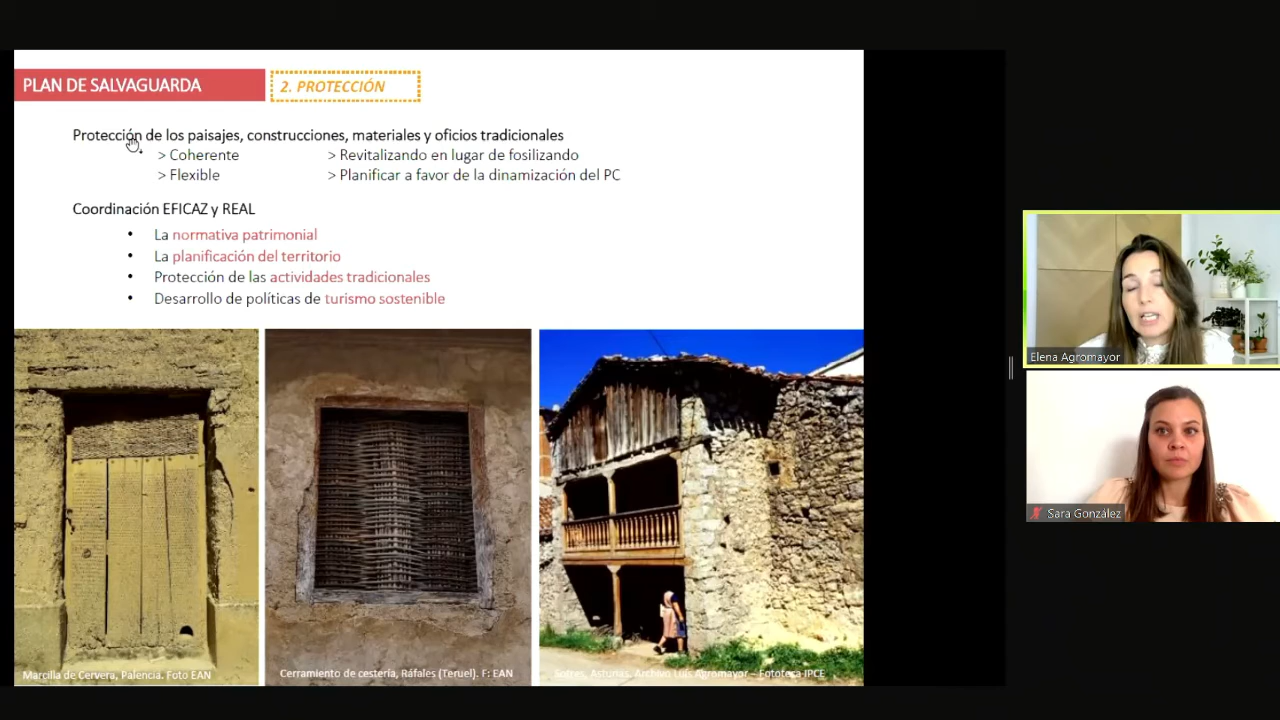 PLAN DE SALVAGUARDA
2. PROTECCIÓN
Protección de los paisajes, construcciones, materiales y oficios tradicionales
> Coherente
> Revitalizando en lugar de fosilizando
> Flexible
> Planificar a favor de la dinamización del PC
Coordinación EFICAZ y REAL
• La normativa patrimonial
• La planificación del territorio
• Protección de las actividades tradicionales
• Desarrollo de políticas de turismo sostenible
Marcilla de Cervera, Palencia. Foto EAN
Cerramiento de cestería, Ráfales (Teruel). F: EAN
Sotres, Asturias. Archivo Luis Agromayor – Fototeca IPCE
Elena Agromayor
Sara González